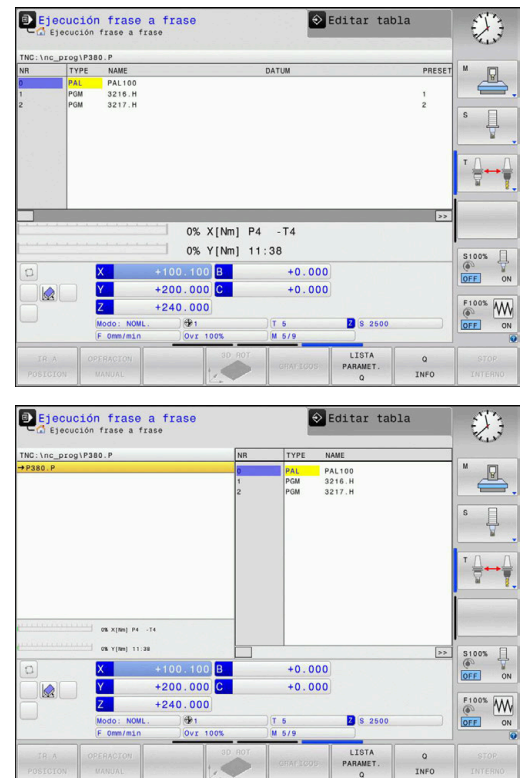 Ejecución frase a frase
Ejecución frase a frase
Editar tabla
TNC:\nc_prog\P380.P
NR TYPE NAME DATUM PRESET
0 PAL PAL100
1 PGM 3216.H 1
2 PGM 3217.H 2
>>
0% X[Nm] P4 -T4
0% Y[Nm] 11:38
X +100.100 B +0.000
Y +200.000 C +0.000
Z +240.000
Modo: NOML. 1 T 5 Z S 2500
F 0mm/min Ovr 100% M 5/9
M
S
T
S100%
OFF ON
F100%
OFF ON
IR A POSICION
OPERACION MANUAL
3D ROT
GRAFICOS
LISTA PARAMET. Q
Q INFO
STOP INTERNO
Ejecución frase a frase
Ejecución frase a frase
Editar tabla
TNC:\nc_prog\P380.P
→P380.P
NR TYPE NAME
0 PAL PAL100
1 PGM 3216.H
2 PGM 3217.H
0% X[Nm] P4 -T4
0% Y[Nm] 11:38
>>
X +100.100 B +0.000
Y +200.000 C +0.000
Z +240.000
Modo: NOML. 1 T 5 Z S 2500
F 0mm/min Ovr 100% M 5/9
M
S
T
S100%
OFF ON
F100%
OFF ON
IR A POSICION
OPERACION MANUAL
3D ROT
GRAFICOS
LISTA PARAMET. Q
Q INFO
STOP INTERNO